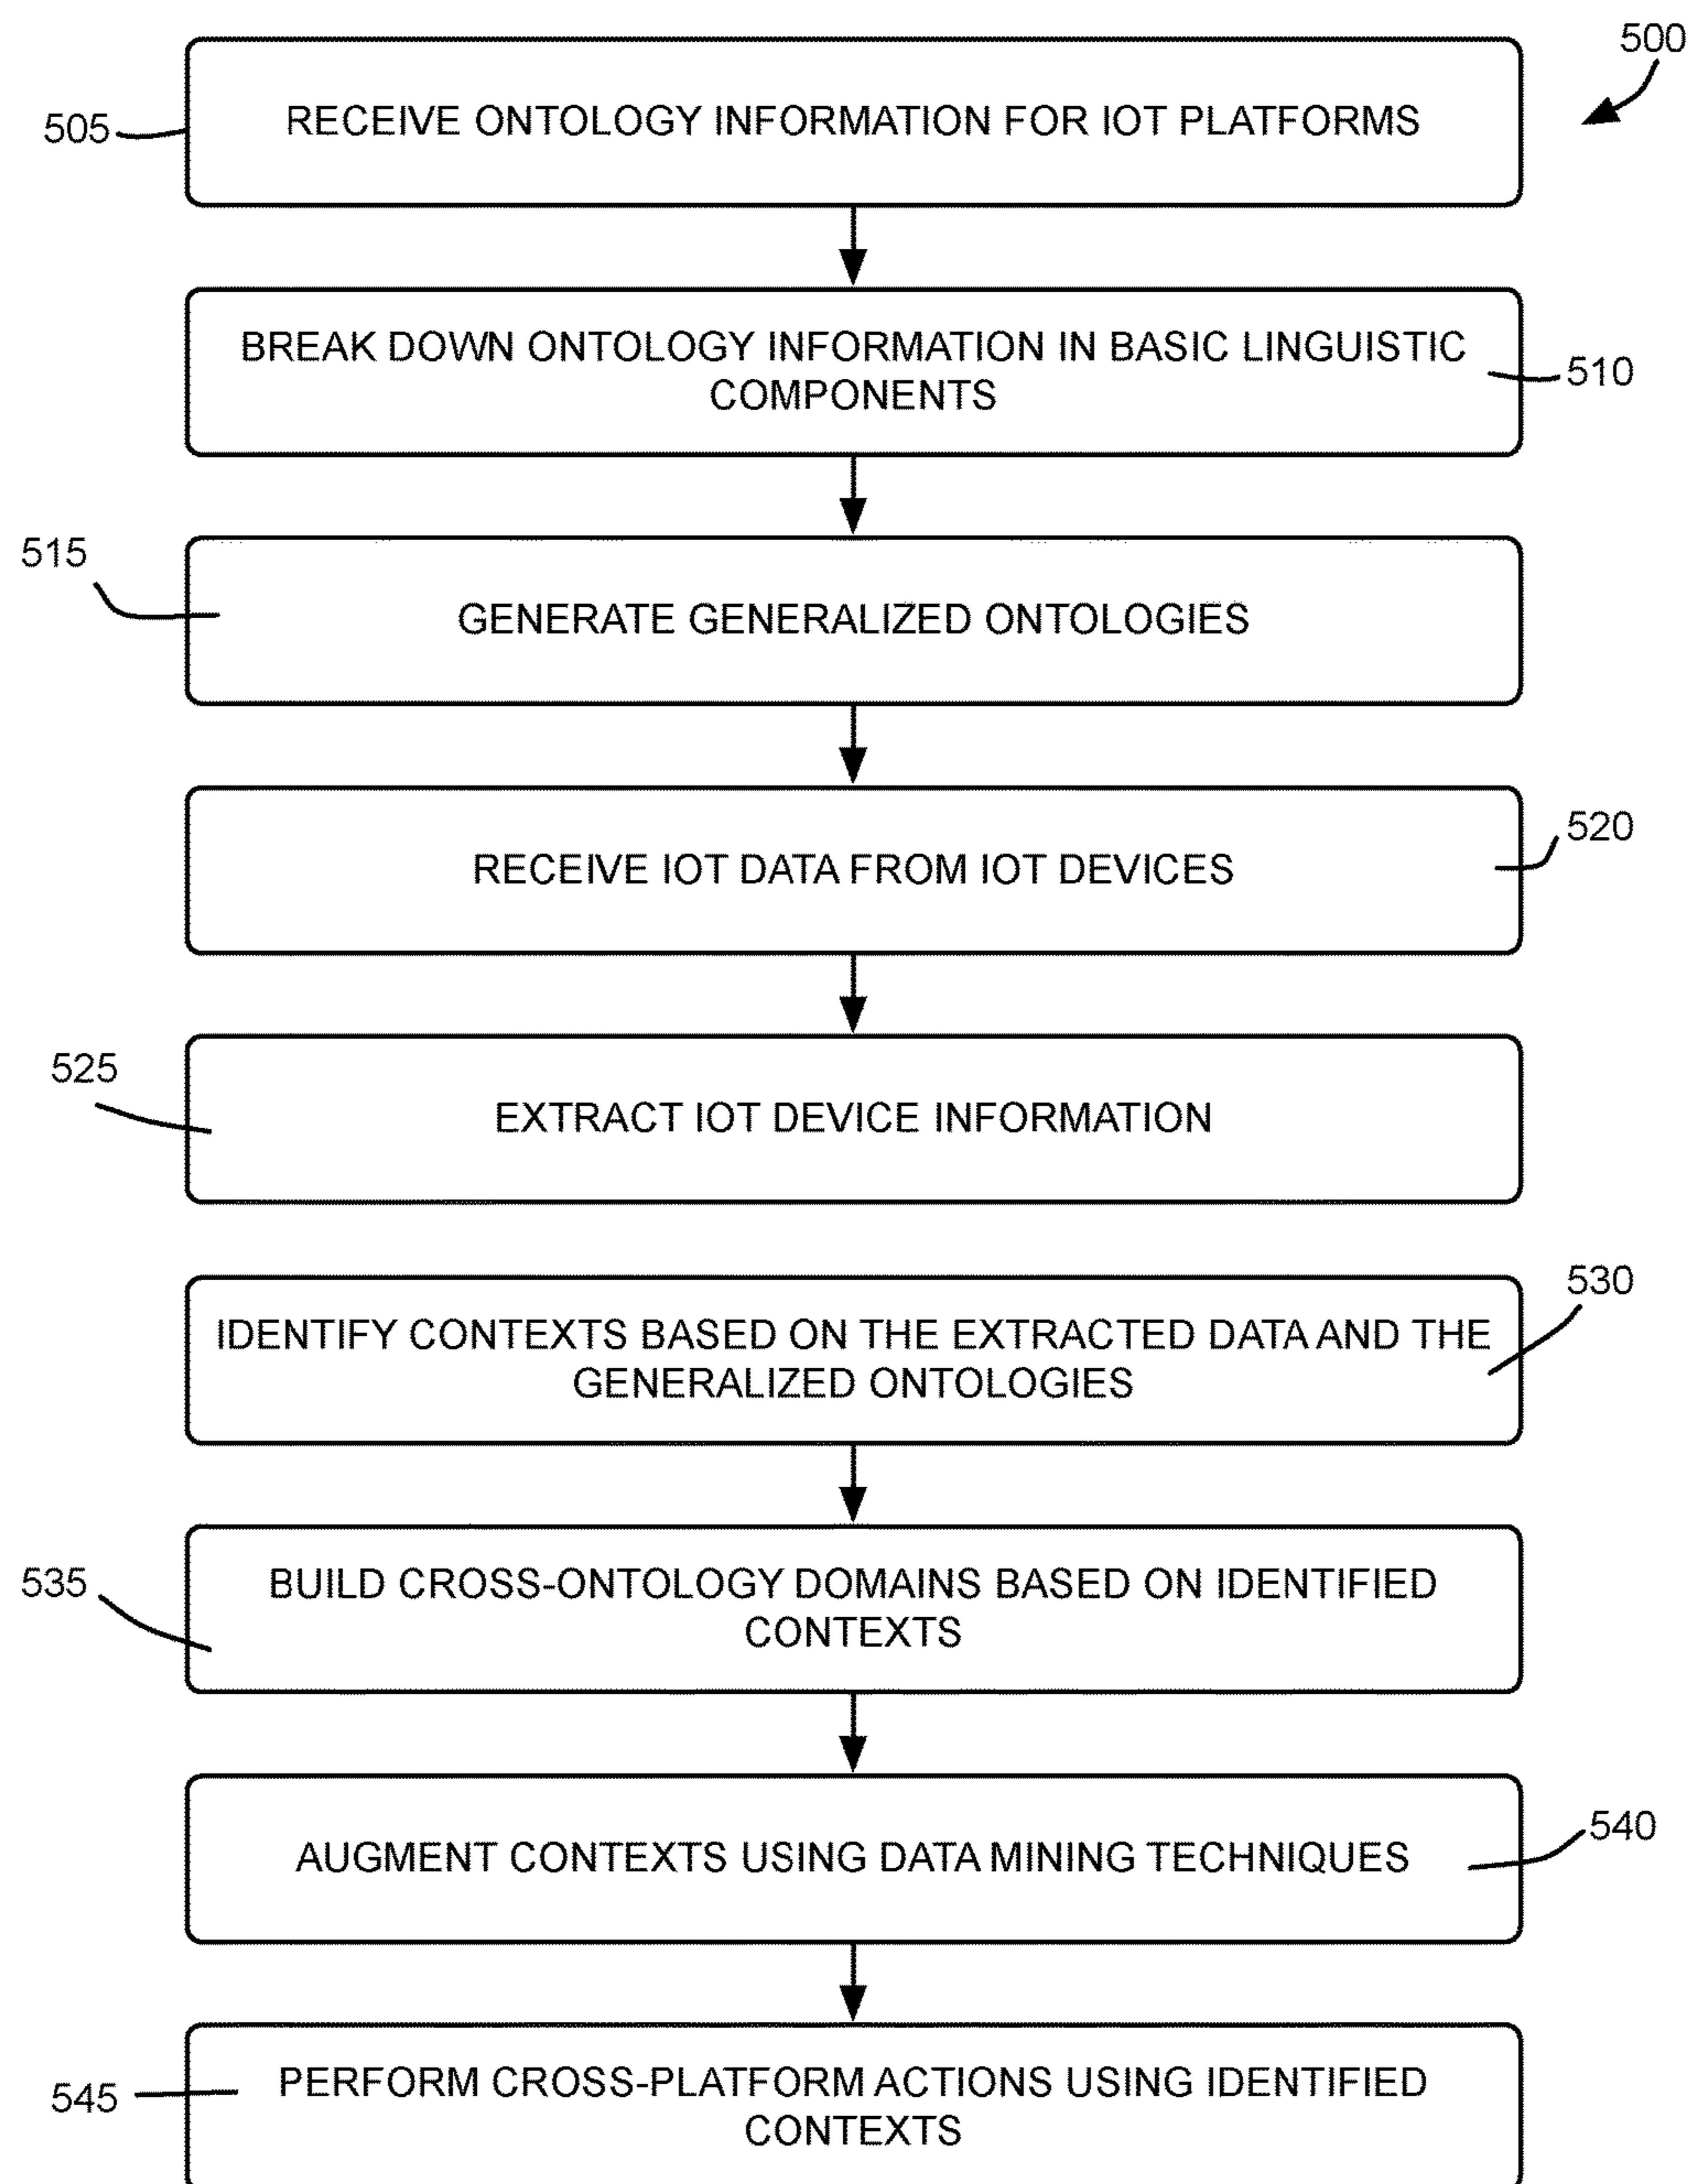 500
505
RECEIVE ONTOLOGY INFORMATION FOR IOT PLATFORMS
BREAK DOWN ONTOLOGY INFORMATION IN BASIC LINGUISTIC
COMPONENTS
510
515
GENERATE GENERALIZED ONTOLOGIES
520
RECEIVE IOT DATA FROM IOT DEVICES
525
EXTRACT IOT DEVICE INFORMATION
530
IDENTIFY CONTEXTS BASED ON THE EXTRACTED DATA AND THE
GENERALIZED ONTOLOGIES
535
BUILD CROSS-ONTOLOGY DOMAINS BASED ON IDENTIFIED
CONTEXTS
540
AUGMENT CONTEXTS USING DATA MINING TECHNIQUES
545
PERFORM CROSS-PLATFORM ACTIONS USING IDENTIFIED
CONTEXTS